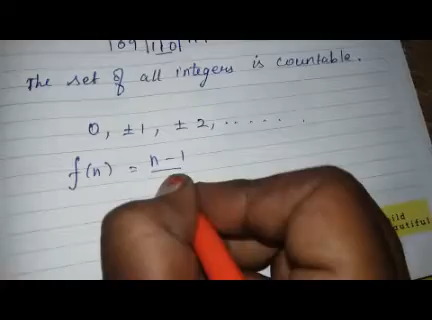 The set of all integers is countable.
0, ±1, ±2, ......
f(n) = n-1